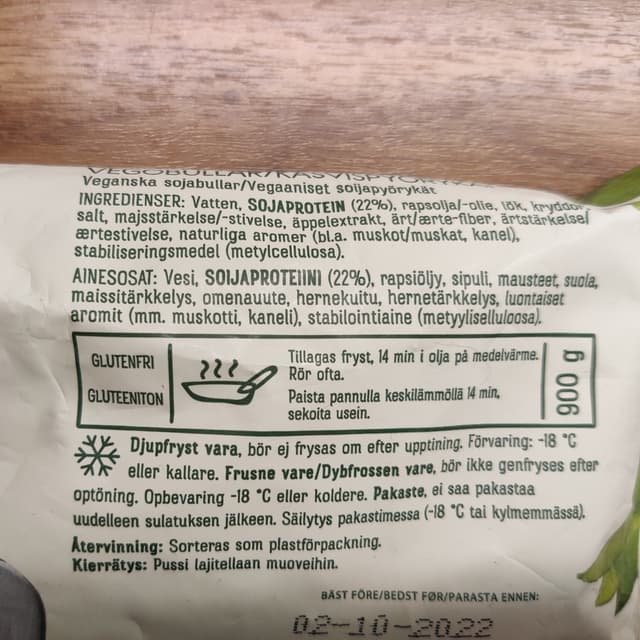 VEGOBULLAR/KASVISPYÖRYKÄT
Veganska sojabullar/Vegaaniset soijapyörykät
INGREDIENSER: Vatten, SOJAPROTEIN (22%), rapsolja/-olie, lök, kryddor,
salt, majsstärkelse/-stivelse, äppelextrakt, ärt/ærte-fiber, ärtstärkelse/
ærtestivelse, naturliga aromer (bl.a. muskot/muskat, kanel),
stabiliseringsmedel (metylcellulosa).
AINESOSAT: Vesi, SOIJAPROTEIINI (22%), rapsiöljy, sipuli, mausteet, suola,
maissitärkkelys, omenauute, hernekuitu, hernetärkkelys, luontaiset
aromit (mm. muskotti, kaneli), stabilointiaine (metyyliselluloosa).
GLUTENFRI
GLUTEENITON
Tillagas fryst, 14 min i olja på medelvärme.
Rör ofta.
Paista pannulla keskilämmöllä 14 min,
sekoita usein.
900 g
Djupfryst vara, bör ej frysas om efter upptining. Förvaring: -18 °C
eller kallare. Frusne vare/Dybfrossen vare, bör ikke genfryses efter
optöning. Opbevaring -18 °C eller koldere. Pakaste, ei saa pakastaa
uudelleen sulatuksen jälkeen. Säilytys pakastimessa (-18 °C tai kylmemmässä).
Återvinning: Sorteras som plastförpackning.
Kierrätys: Pussi lajitellaan muoveihin.
BÄST FÖRE/BEDST FØR/PARASTA ENNEN:
02-10-2022